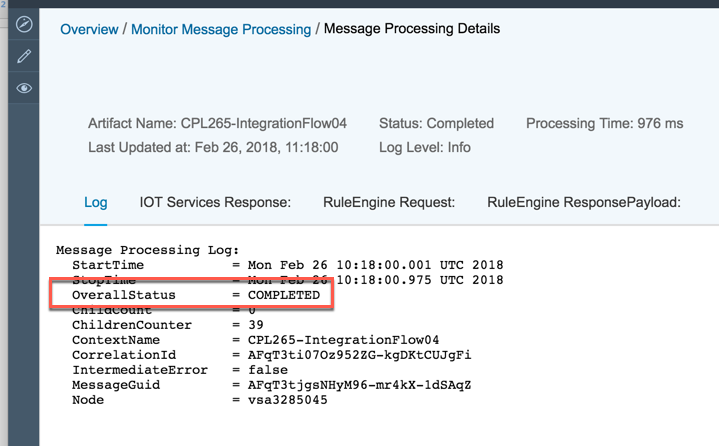 2
Overview / Monitor Message Processing / Message Processing Details
Artifact Name: CPL265-IntegrationFlow04 Status: Completed Processing Time: 976 ms
Last Updated at: Feb 26, 2018, 11:18:00 Log Level: Info
Log IOT Services Response: RuleEngine Request: RuleEngine ResponsePayload:
Message Processing Log:
StartTime = Mon Feb 26 10:18:00.001 UTC 2018
StopTime = Mon Feb 26 10:18:00.975 UTC 2018
OverallStatus = COMPLETED
ChildCount = 0
ChildrenCounter = 39
ContextName = CPL265-IntegrationFlow04
CorrelationId = AFqT3ti07Oz952ZG-kgDKtCUJgFi
IntermediateError = false
MessageGuid = AFqT3tjgsNHyM96-mr4kX-1dSAqZ
Node = vsa3285045